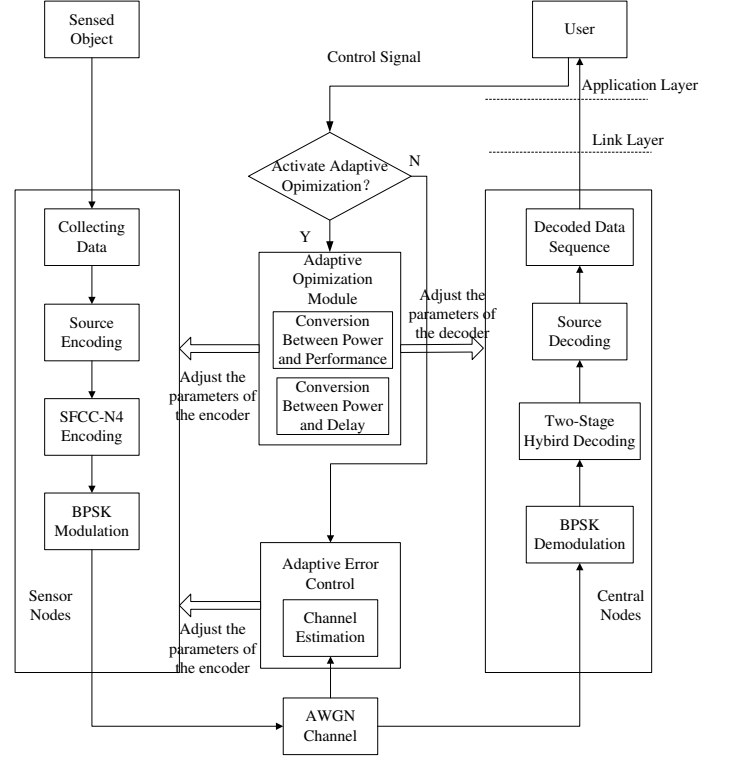 Sensed
Object
User
Control Signal
Application Layer
Link Layer
Activate Adaptive
Opimization？
N
Y
Collecting
Data
Source
Encoding
SFCC-N4
Encoding
BPSK
Modulation
Sensor
Nodes
Adaptive
Opimization
Module
Conversion
Between Power
and Performance
Conversion
Between Power
and Delay
Adjust the
parameters of
the encoder
Adjust the
parameters of
the decoder
Decoded Data
Sequence
Source
Decoding
Two-Stage
Hybird Decoding
BPSK
Demodulation
Central
Nodes
Adaptive Error
Control
Channel
Estimation
Adjust the
parameters of
the encoder
AWGN
Channel